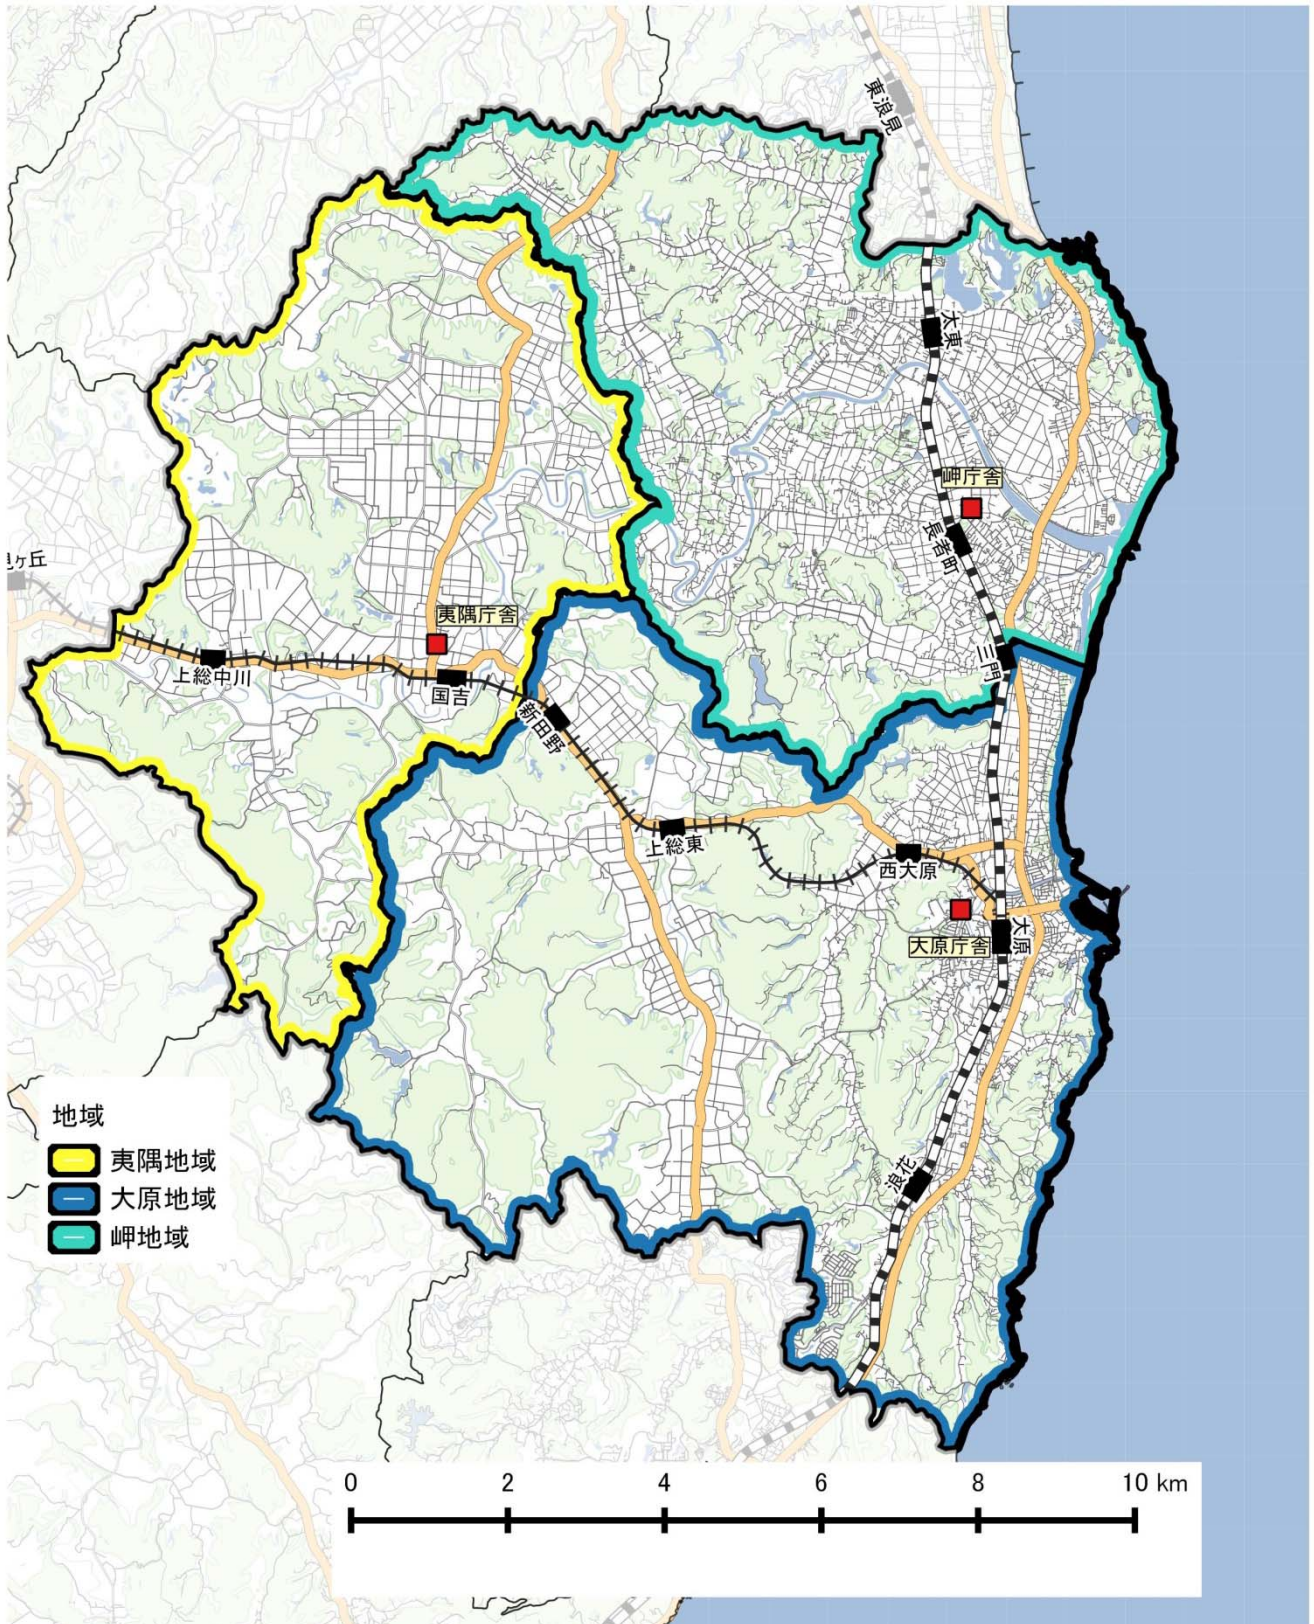 東浪見
太東
岬庁舎
長者町
見ヶ丘
夷隅庁舎
三門
上総中川
国吉
新田野
上総東
西大原
大原庁舎
大原
浪花
地域
夷隅地域
大原地域
岬地域
0 2 4 6 8 10 km